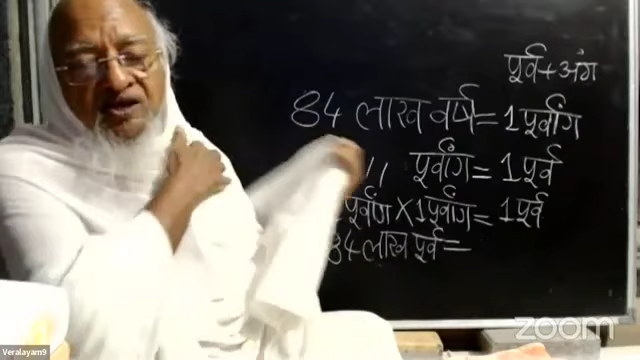 पूर्व+अंग
84 लाख वर्ष = 1 पूर्वांग
,, पूर्वांग = 1 पूर्व
पूर्वांग X 1 पूर्वांग = 1 पूर्व
84 लाख पूर्व =
zoom
Veralayam9